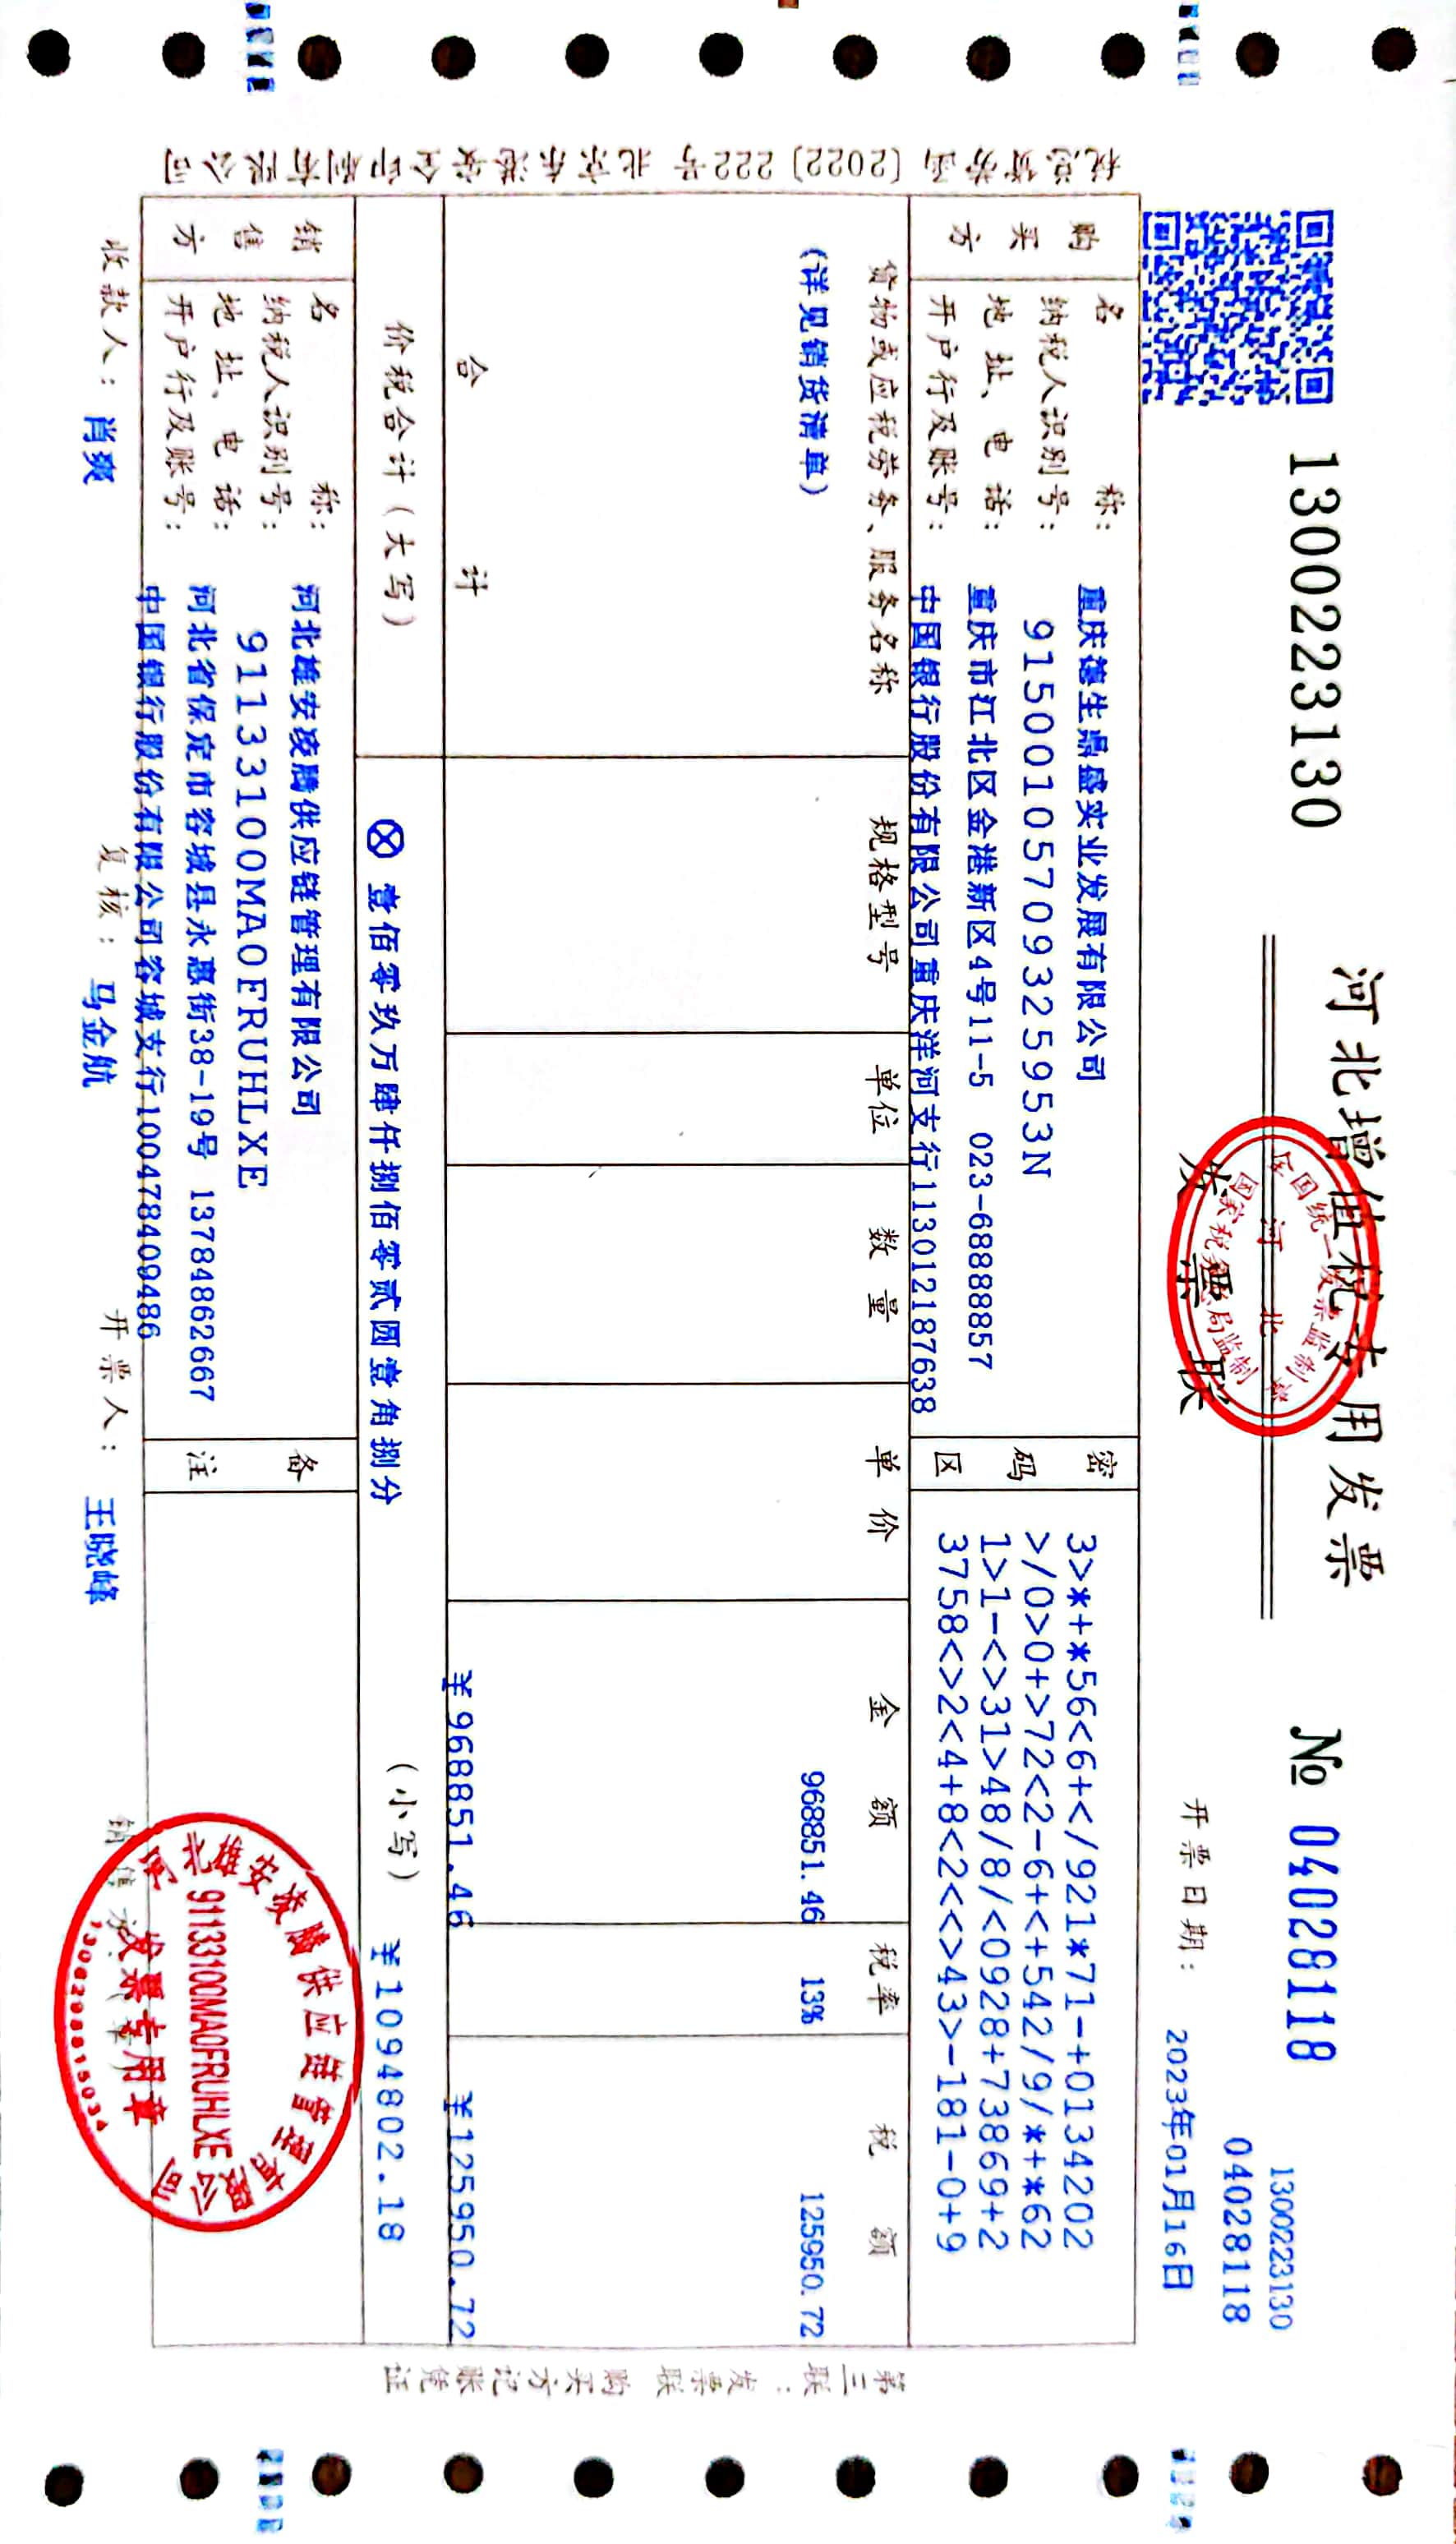 1300223130
河北增值税专用发票
№ 04028118
1300223130
04028118
发票联
全国统一发票监制章
河北
国家税务总局监制
开票日期: 2023年01月16日
税总货劳函〔2022〕222号 北京东港安全印制有限公司
购买方
名称: 重庆德生鼎盛实业发展有限公司
纳税人识别号: 91500105709325953N
地址、电话: 重庆市江北区金港新区4号11-5 023-68888857
开户行及账号: 中国银行股份有限公司重庆洋河支行113012187638
密码区
3>*+*56<6+</921*71-+0134202
>/0>0+>72<2-6+<+542/9/*+*62
1>1-<>31>48/8/<0928+73869+2
3758<>2<4+8<2<<>43>-181-0+9
货物或应税劳务、服务名称 规格型号 单位 数量 单价 金额 税率 税额
(详见销货清单) 968851.46 13% 125950.72
合计 ¥968851.46 ¥125950.72
价税合计(大写) ⊗壹佰零玖万肆仟捌佰零贰圆壹角捌分 (小写) ¥1094802.18
销售方
名称: 河北雄安凌腾供应链管理有限公司
纳税人识别号: 91133100MA0FRUHLXE
地址、电话: 河北省保定市容城县永惠街38-19号 13784862667
开户行及账号: 中国银行股份有限公司容城支行100478409486
备注
收款人: 肖爽 复核: 马金航 开票人: 王晓峰
河北雄安凌腾供应链管理有限公司
91133100MA0FRUHLXE
发票专用章
第三联:发票联 购买方记账凭证